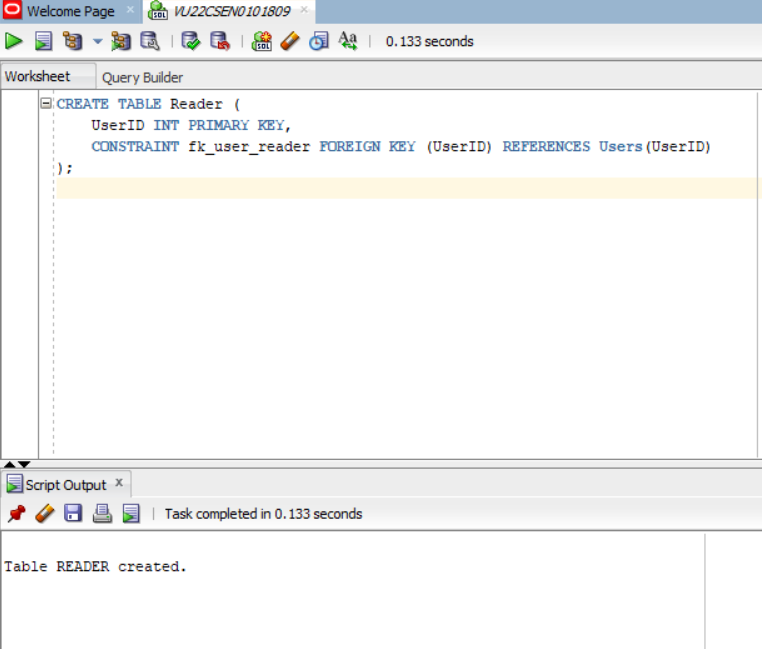 Welcome Page
VU22CSEN0101809
0.133 seconds
Worksheet
Query Builder
CREATE TABLE Reader (
    UserID INT PRIMARY KEY,
    CONSTRAINT fk_user_reader FOREIGN KEY (UserID) REFERENCES Users(UserID)
);
Script Output
Task completed in 0.133 seconds
Table READER created.